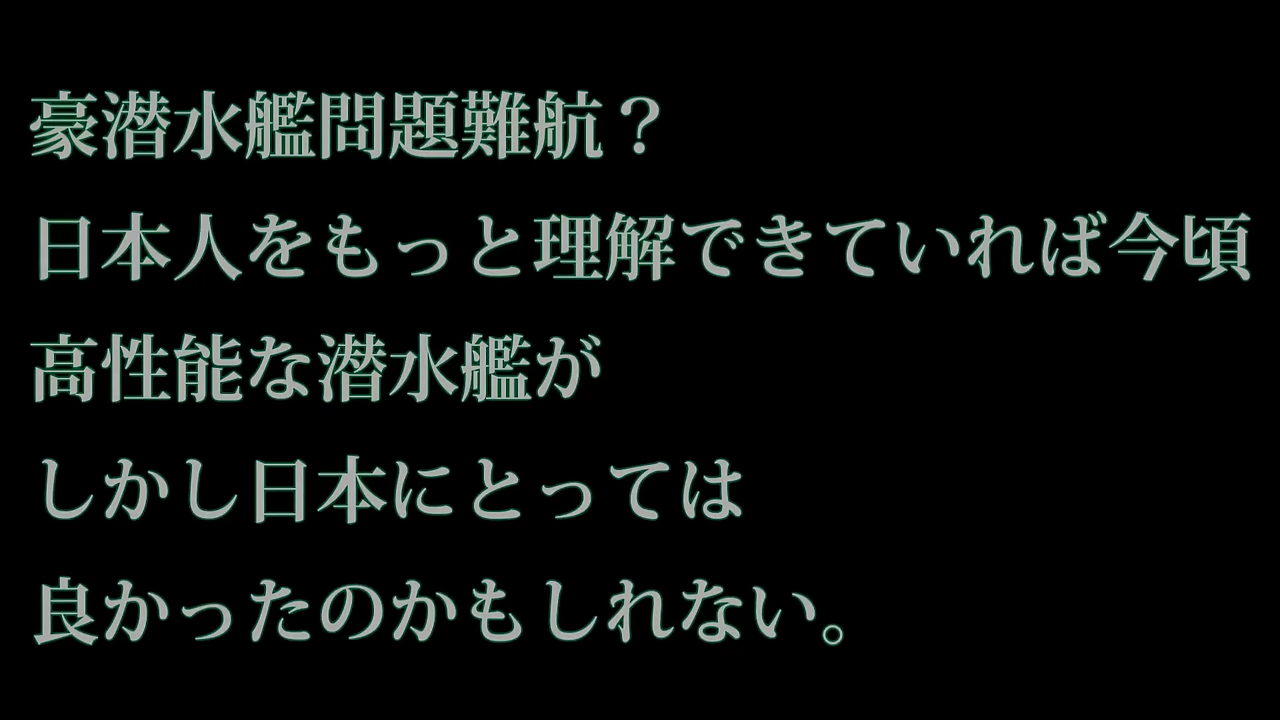 豪潜水艦問題難航？
日本人をもっと理解できていれば今頃
高性能な潜水艦が
しかし日本にとっては
良かったのかもしれない。